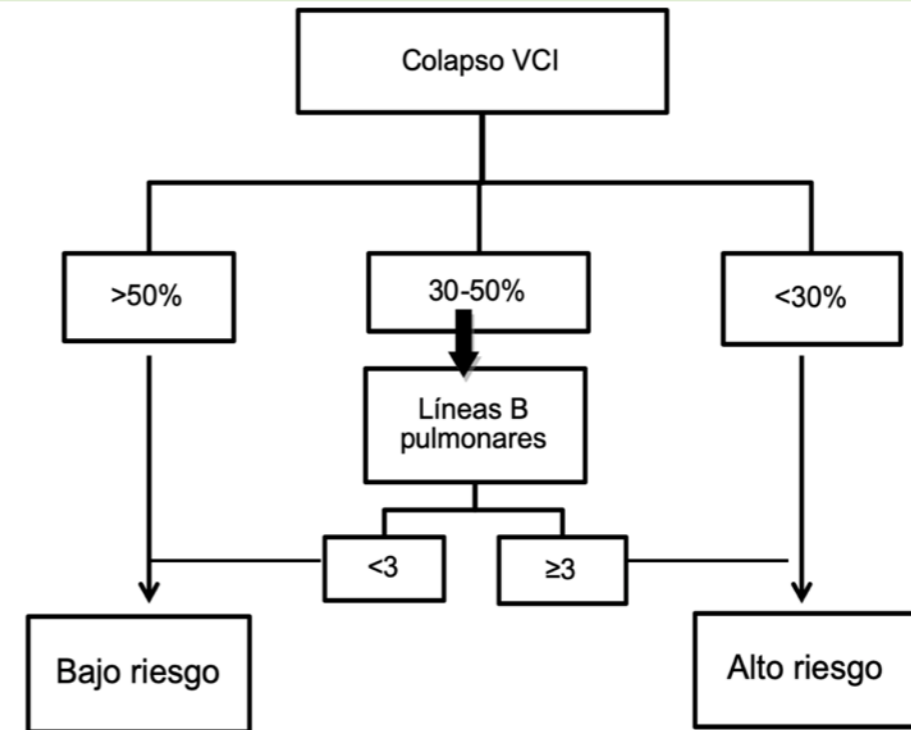 Colapso VCI
>50%
30-50%
<30%
Líneas B
pulmonares
<3
≥3
Bajo riesgo
Alto riesgo